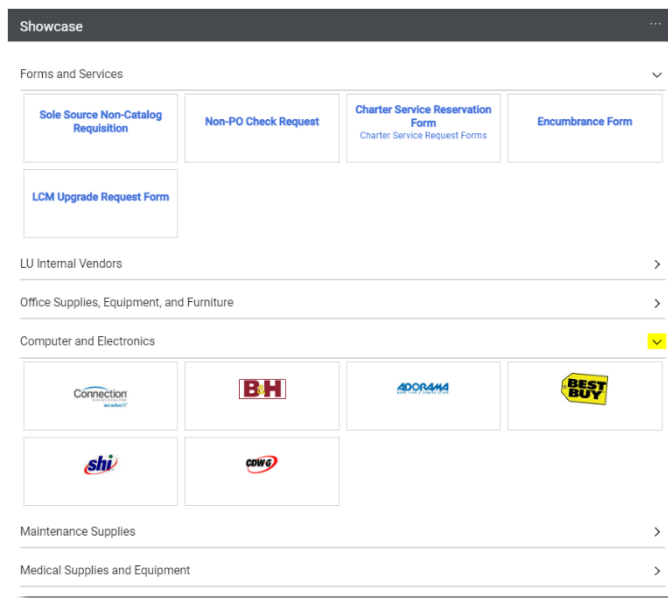 Showcase
Forms and Services
Sole Source Non-Catalog
Requisition
Non-PO Check Request
Charter Service Reservation
Form
Charter Service Request Forms
Encumbrance Form
LCM Upgrade Request Form
LU Internal Vendors
Office Supplies, Equipment, and Furniture
Computer and Electronics
Connection
B&H
ADORAMA
BEST
BUY
shi
CDW G
Maintenance Supplies
Medical Supplies and Equipment